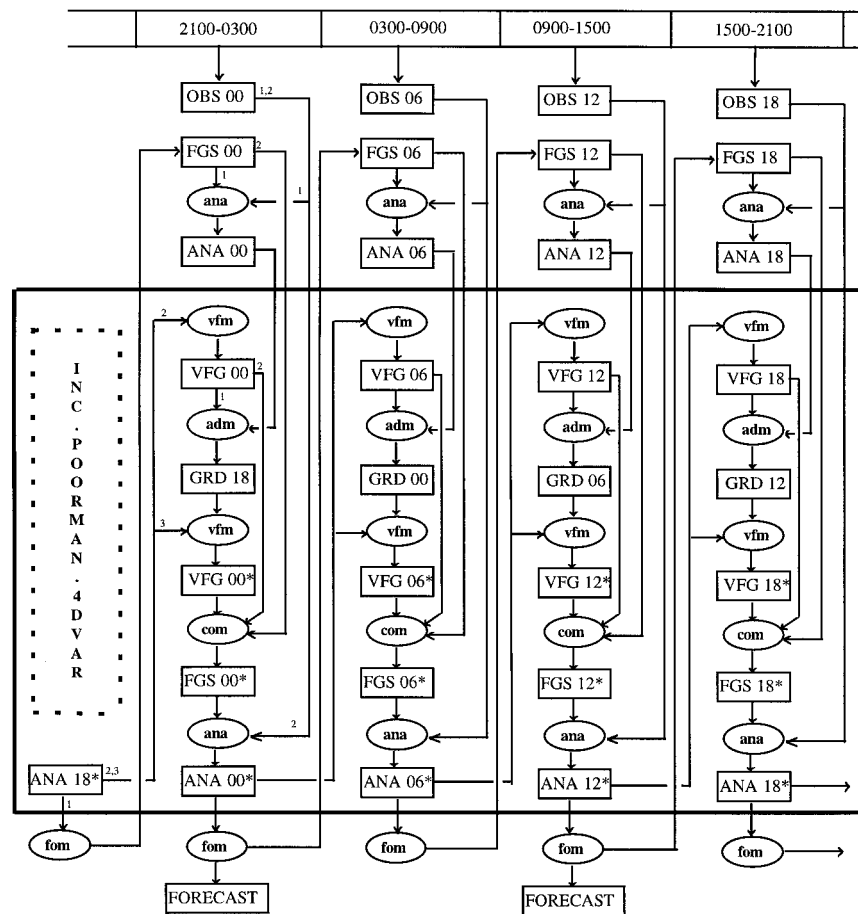 2100-0300 0300-0900 0900-1500 1500-2100
OBS 00 1,2 OBS 06 OBS 12 OBS 18
FGS 00 2 FGS 06 FGS 12 FGS 18
1 1
ana ana ana ana
ANA 00 ANA 06 ANA 12 ANA 18
2 vfm vfm vfm vfm
VFG 00 2 VFG 06 VFG 12 VFG 18
1
adm adm adm adm
GRD 18 GRD 00 GRD 06 GRD 12
3 vfm vfm vfm vfm
VFG 00* VFG 06* VFG 12* VFG 18*
com com com com
FGS 00* FGS 06* FGS 12* FGS 18*
ana 2 ana ana ana
INC.POORMAN.4DVAR
ANA 18* 2,3 ANA 00* ANA 06* ANA 12* ANA 18*
1
fom fom fom fom fom
FORECAST FORECAST